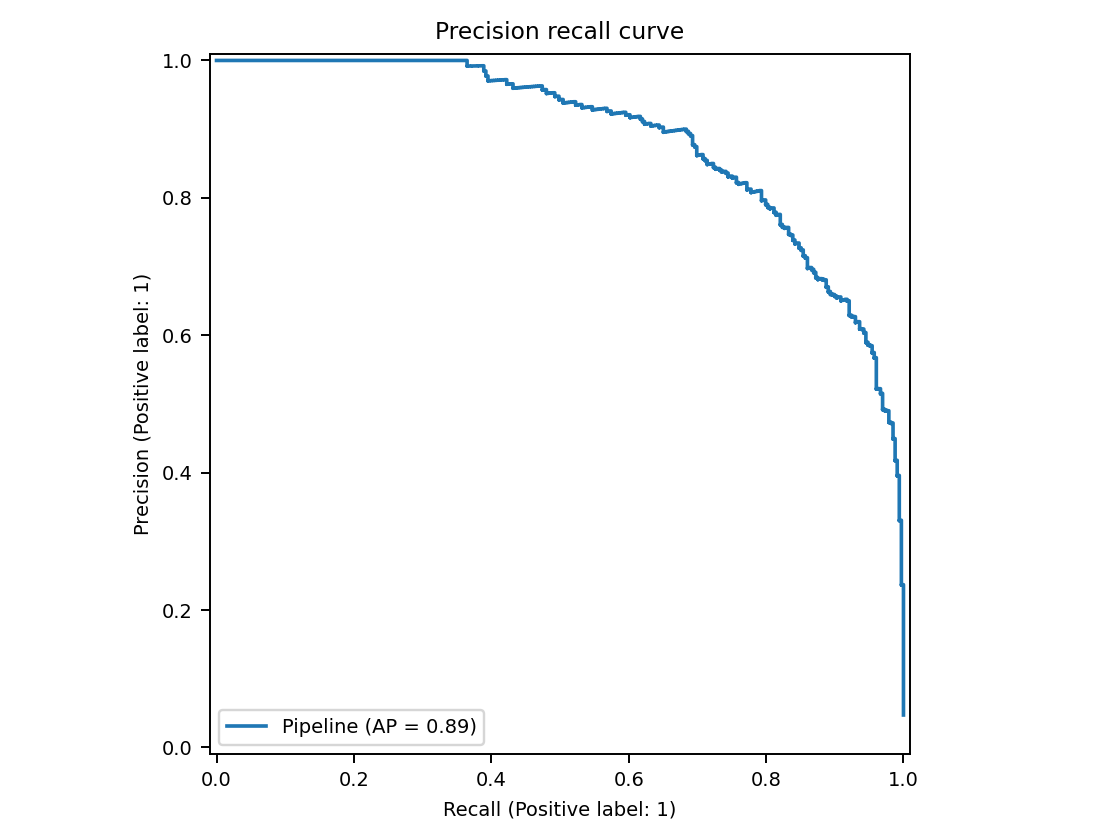 Precision recall curve
1.0
0.8
0.6
0.4
0.2
0.0
Precision (Positive label: 1)
Pipeline (AP = 0.89)
0.0 0.2 0.4 0.6 0.8 1.0
Recall (Positive label: 1)